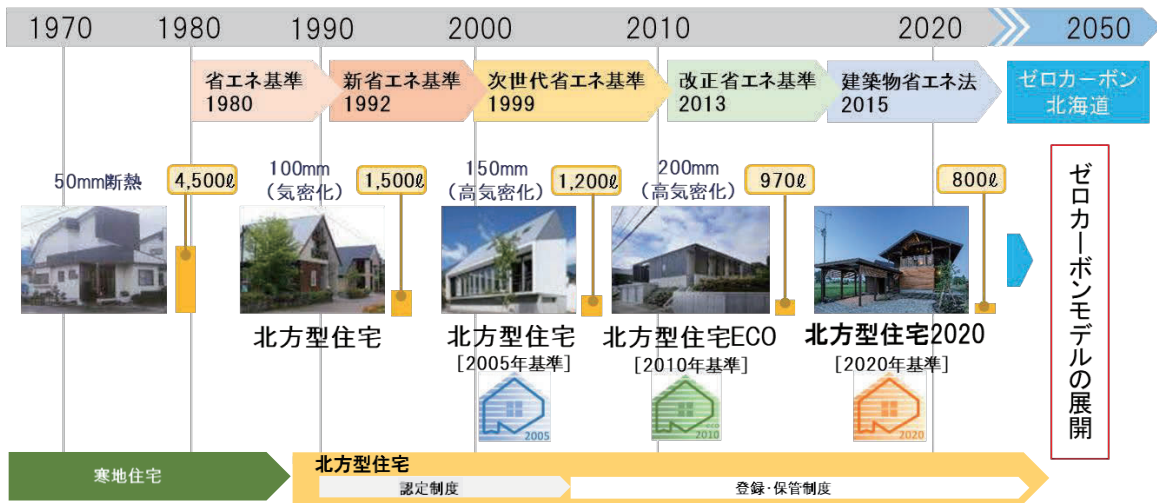 1970
1980
1990
2000
2010
2020
2050
省エネ基準
1980
新省エネ基準
1992
次世代省エネ基準
1999
改正省エネ基準
2013
建築物省エネ法
2015
ゼロカーボン
北海道
50mm断熱
4,500ℓ
100mm
(気密化)
1,500ℓ
150mm
(高気密化)
1,200ℓ
200mm
(高気密化)
970ℓ
800ℓ
北方型住宅
北方型住宅
[2005年基準]
2005
北方型住宅ECO
[2010年基準]
eco
2010
北方型住宅2020
[2020年基準]
2020
ゼロカーボンモデルの展開
寒地住宅
北方型住宅
認定制度
登録・保管制度